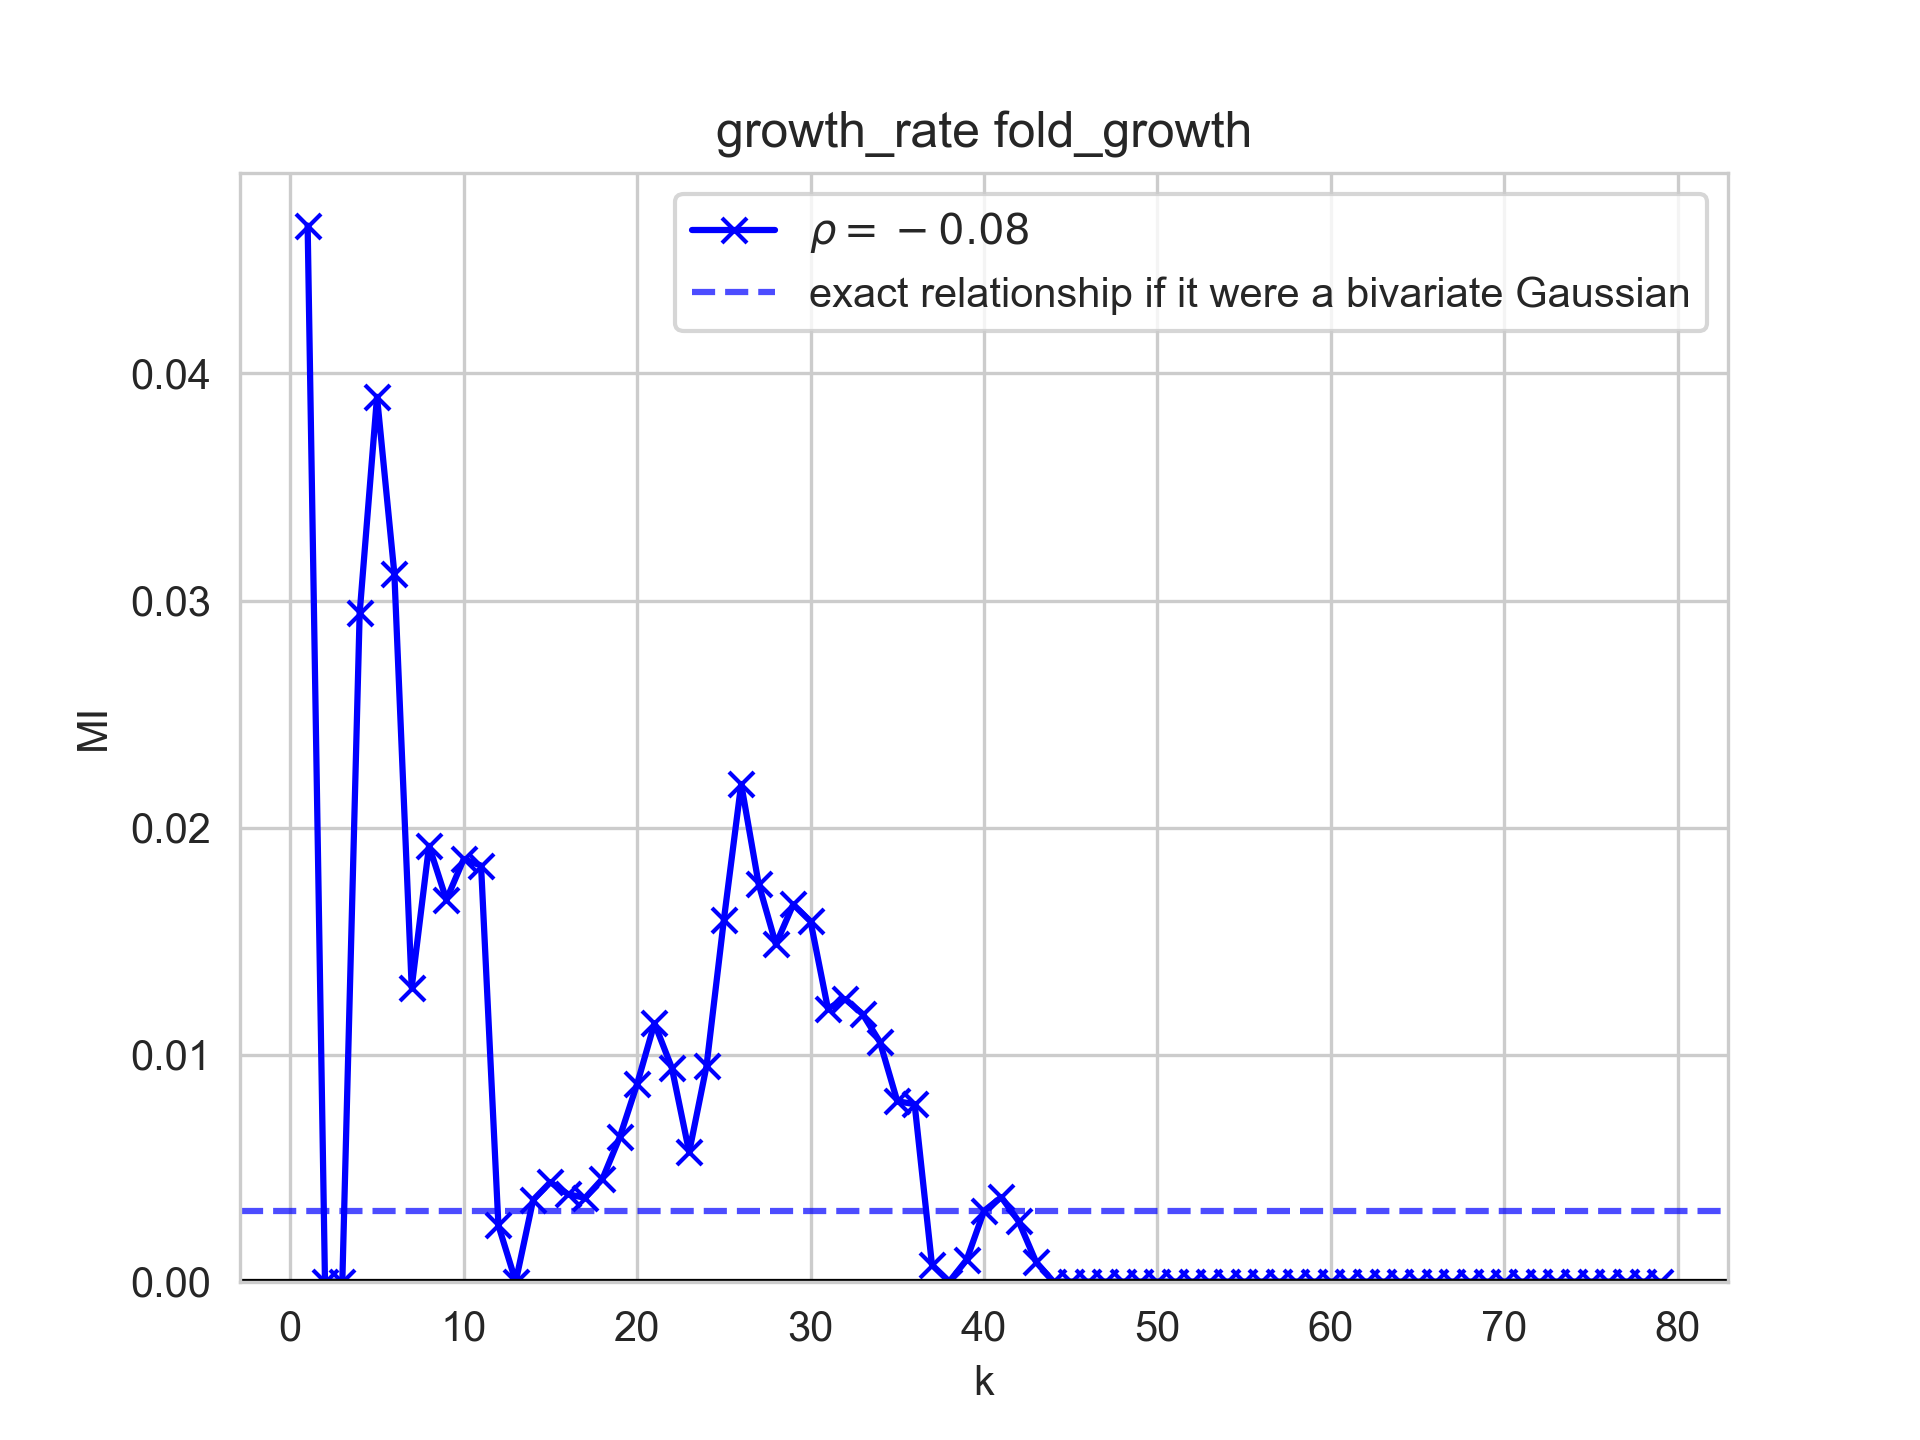 growth_rate fold_growth
ρ = − 0.08
exact relationship if it were a bivariate Gaussian
0.04
0.03
0.02
0.01
0.00
MI
0 10 20 30 40 50 60 70 80
k